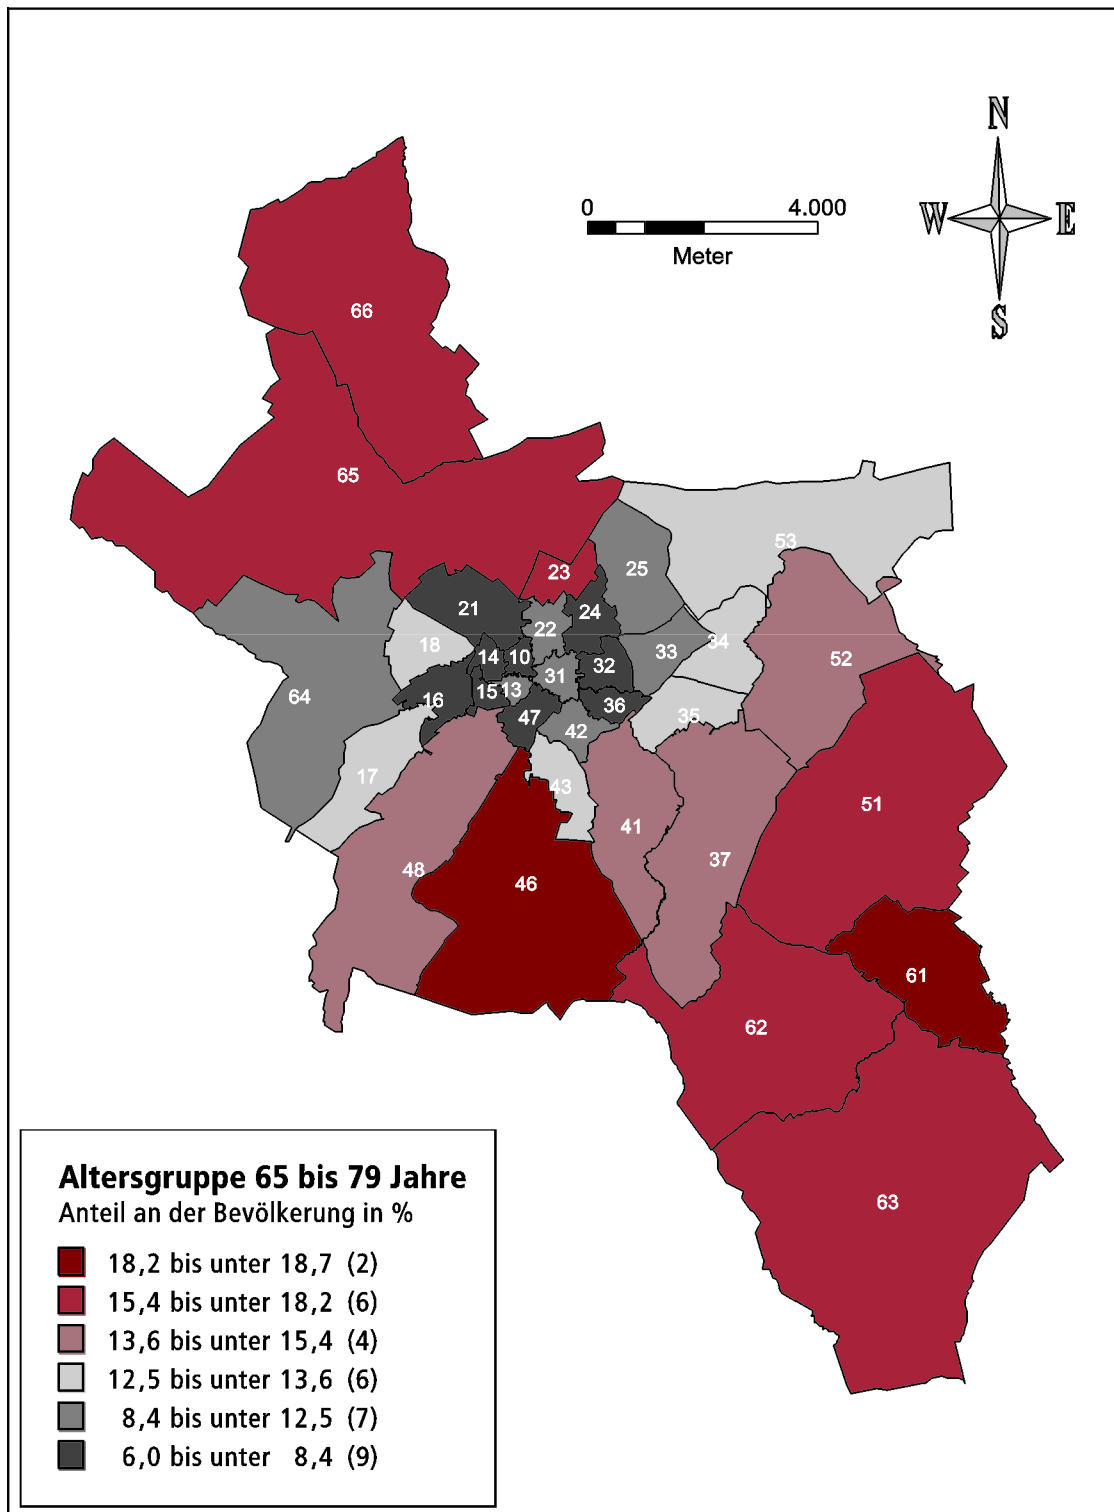 N
0 4.000
W E
Meter
S
66
65
53
23 25
21 24
22 34
18 33
14 10 52
32
31
15 13
64 16 36
47 35
42
17 43
51
41
37
48
46
61
62
63
Altersgruppe 65 bis 79 Jahre
Anteil an der Bevölkerung in %
18,2 bis unter 18,7 (2)
15,4 bis unter 18,2 (6)
13,6 bis unter 15,4 (4)
12,5 bis unter 13,6 (6)
8,4 bis unter 12,5 (7)
6,0 bis unter 8,4 (9)